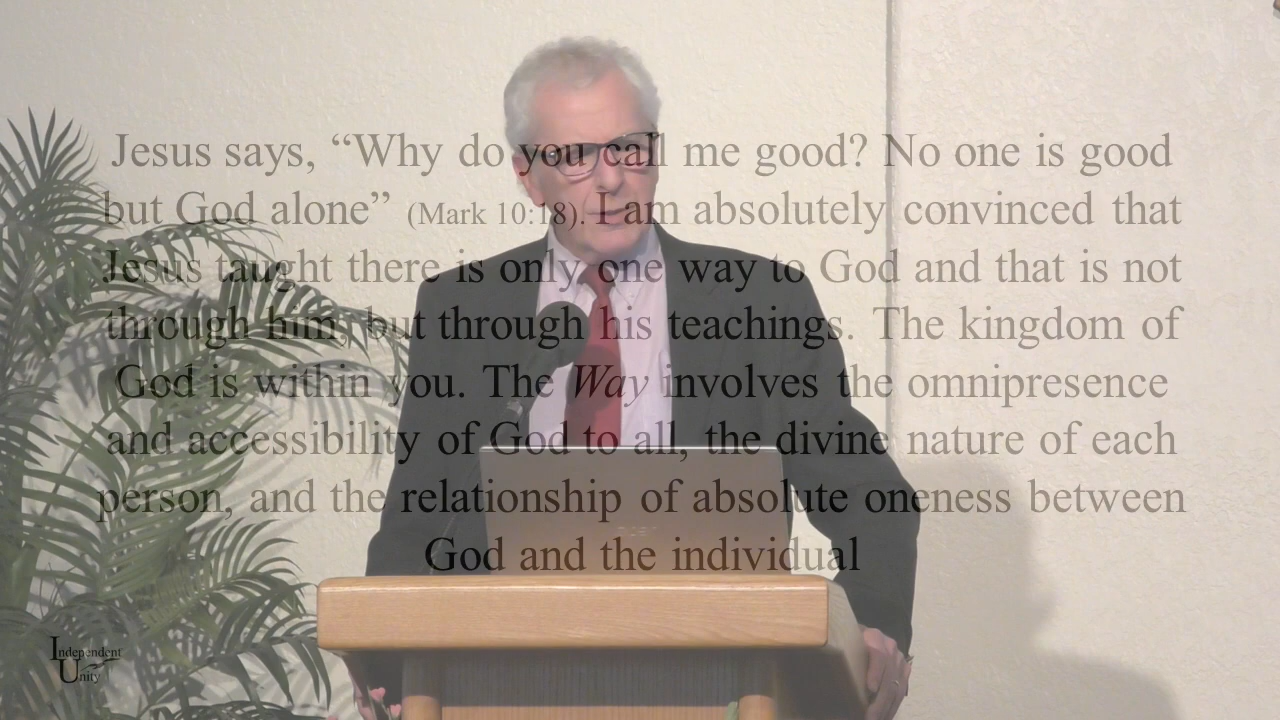 Jesus says, “Why do you call me good? No one is good
but God alone” (Mark 10:18). I am absolutely convinced that
Jesus taught there is only one way to God and that is not
through him, but through his teachings. The kingdom of
God is within you. The Way involves the omnipresence
and accessibility of God to all, the divine nature of each
person, and the relationship of absolute oneness between
God and the individual
Independent
Unity